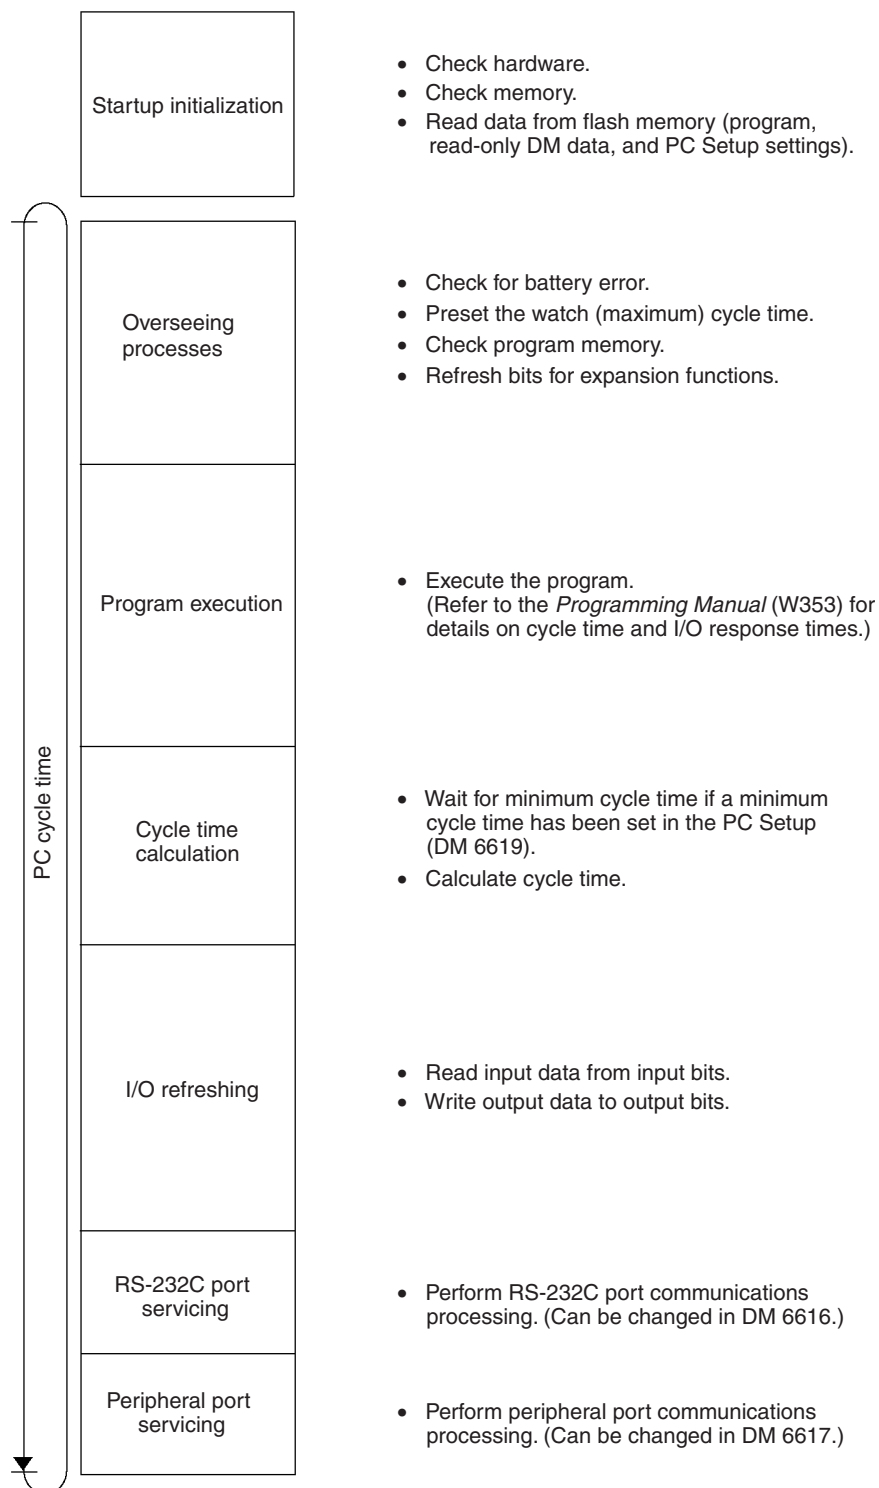 Startup initialization
• Check hardware.
• Check memory.
• Read data from flash memory (program,
read-only DM data, and PC Setup settings).
PC cycle time
Overseeing
processes
• Check for battery error.
• Preset the watch (maximum) cycle time.
• Check program memory.
• Refresh bits for expansion functions.
Program execution
• Execute the program.
(Refer to the Programming Manual (W353) for
details on cycle time and I/O response times.)
Cycle time
calculation
• Wait for minimum cycle time if a minimum
cycle time has been set in the PC Setup
(DM 6619).
• Calculate cycle time.
I/O refreshing
• Read input data from input bits.
• Write output data to output bits.
RS-232C port
servicing
• Perform RS-232C port communications
processing. (Can be changed in DM 6616.)
Peripheral port
servicing
• Perform peripheral port communications
processing. (Can be changed in DM 6617.)